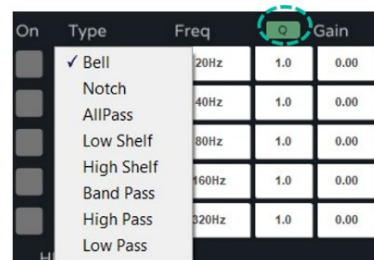 On Type Freq Q Gain
✓ Bell 20Hz 1.0 0.00
Notch
AllPass 40Hz 1.0 0.00
Low Shelf 80Hz 1.0 0.00
High Shelf
Band Pass 160Hz 1.0 0.00
High Pass 320Hz 1.0 0.00
Low Pass